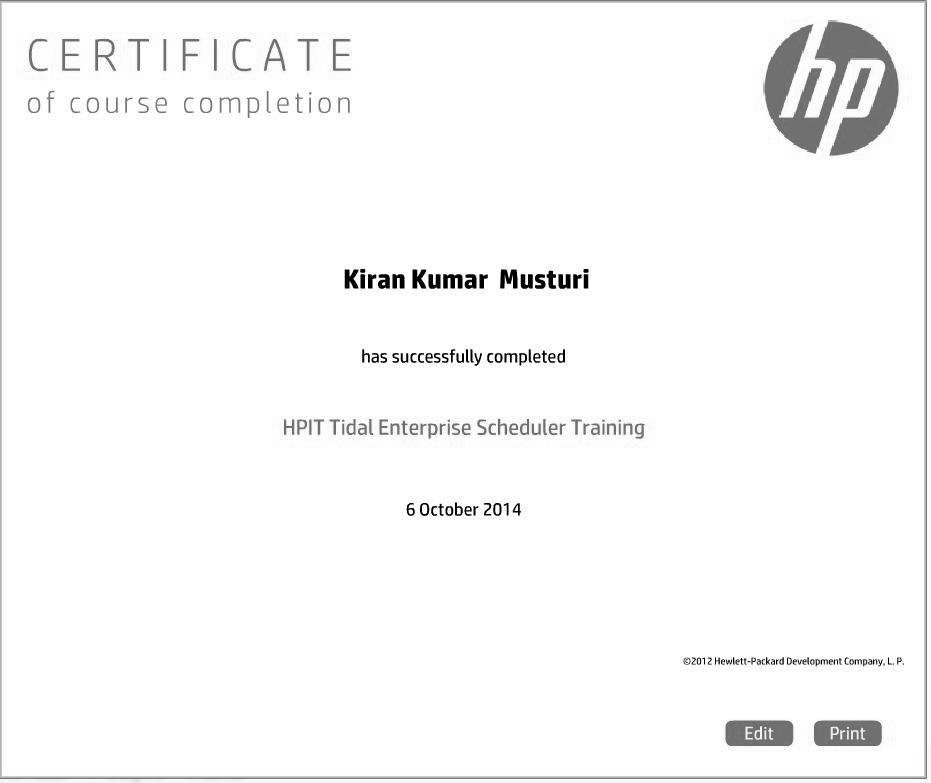 CERTIFICATE
of course completion
hp
Kiran Kumar Musturi
has successfully completed
HPIT Tidal Enterprise Scheduler Training
6 October 2014
©2012 Hewlett-Packard Development Company, L. P.
Edit Print